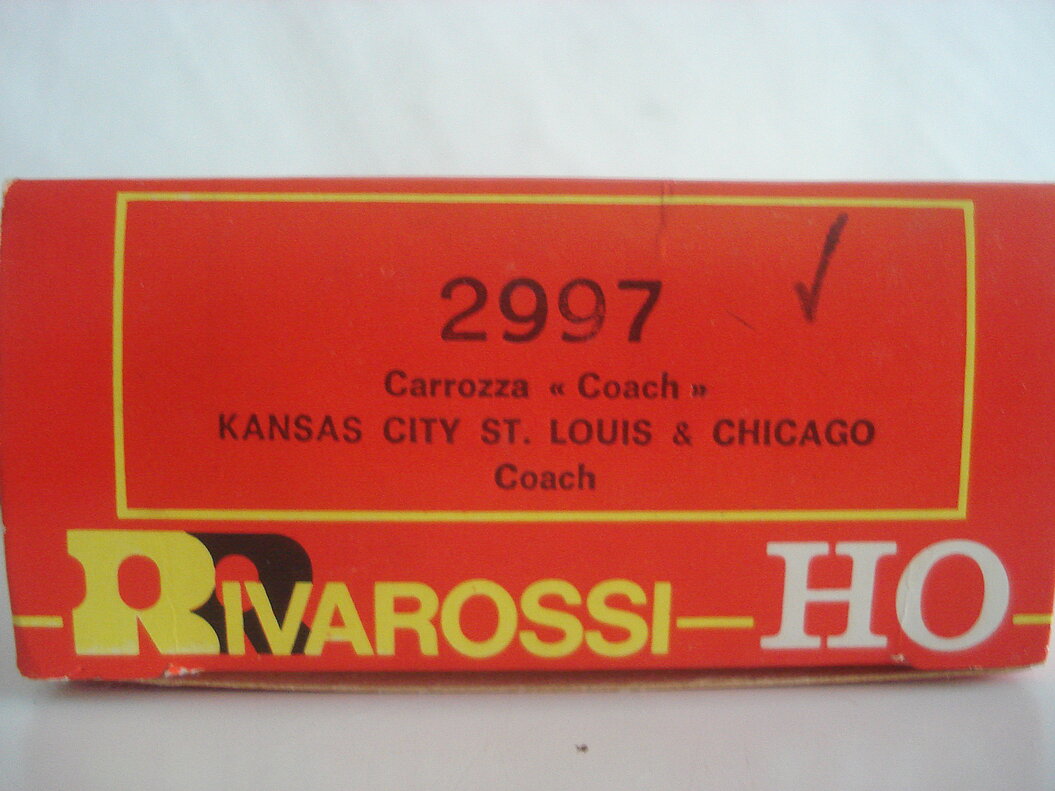 2997
Carrozza « Coach »
KANSAS CITY ST. LOUIS & CHICAGO
Coach
RIVAROSSI HO